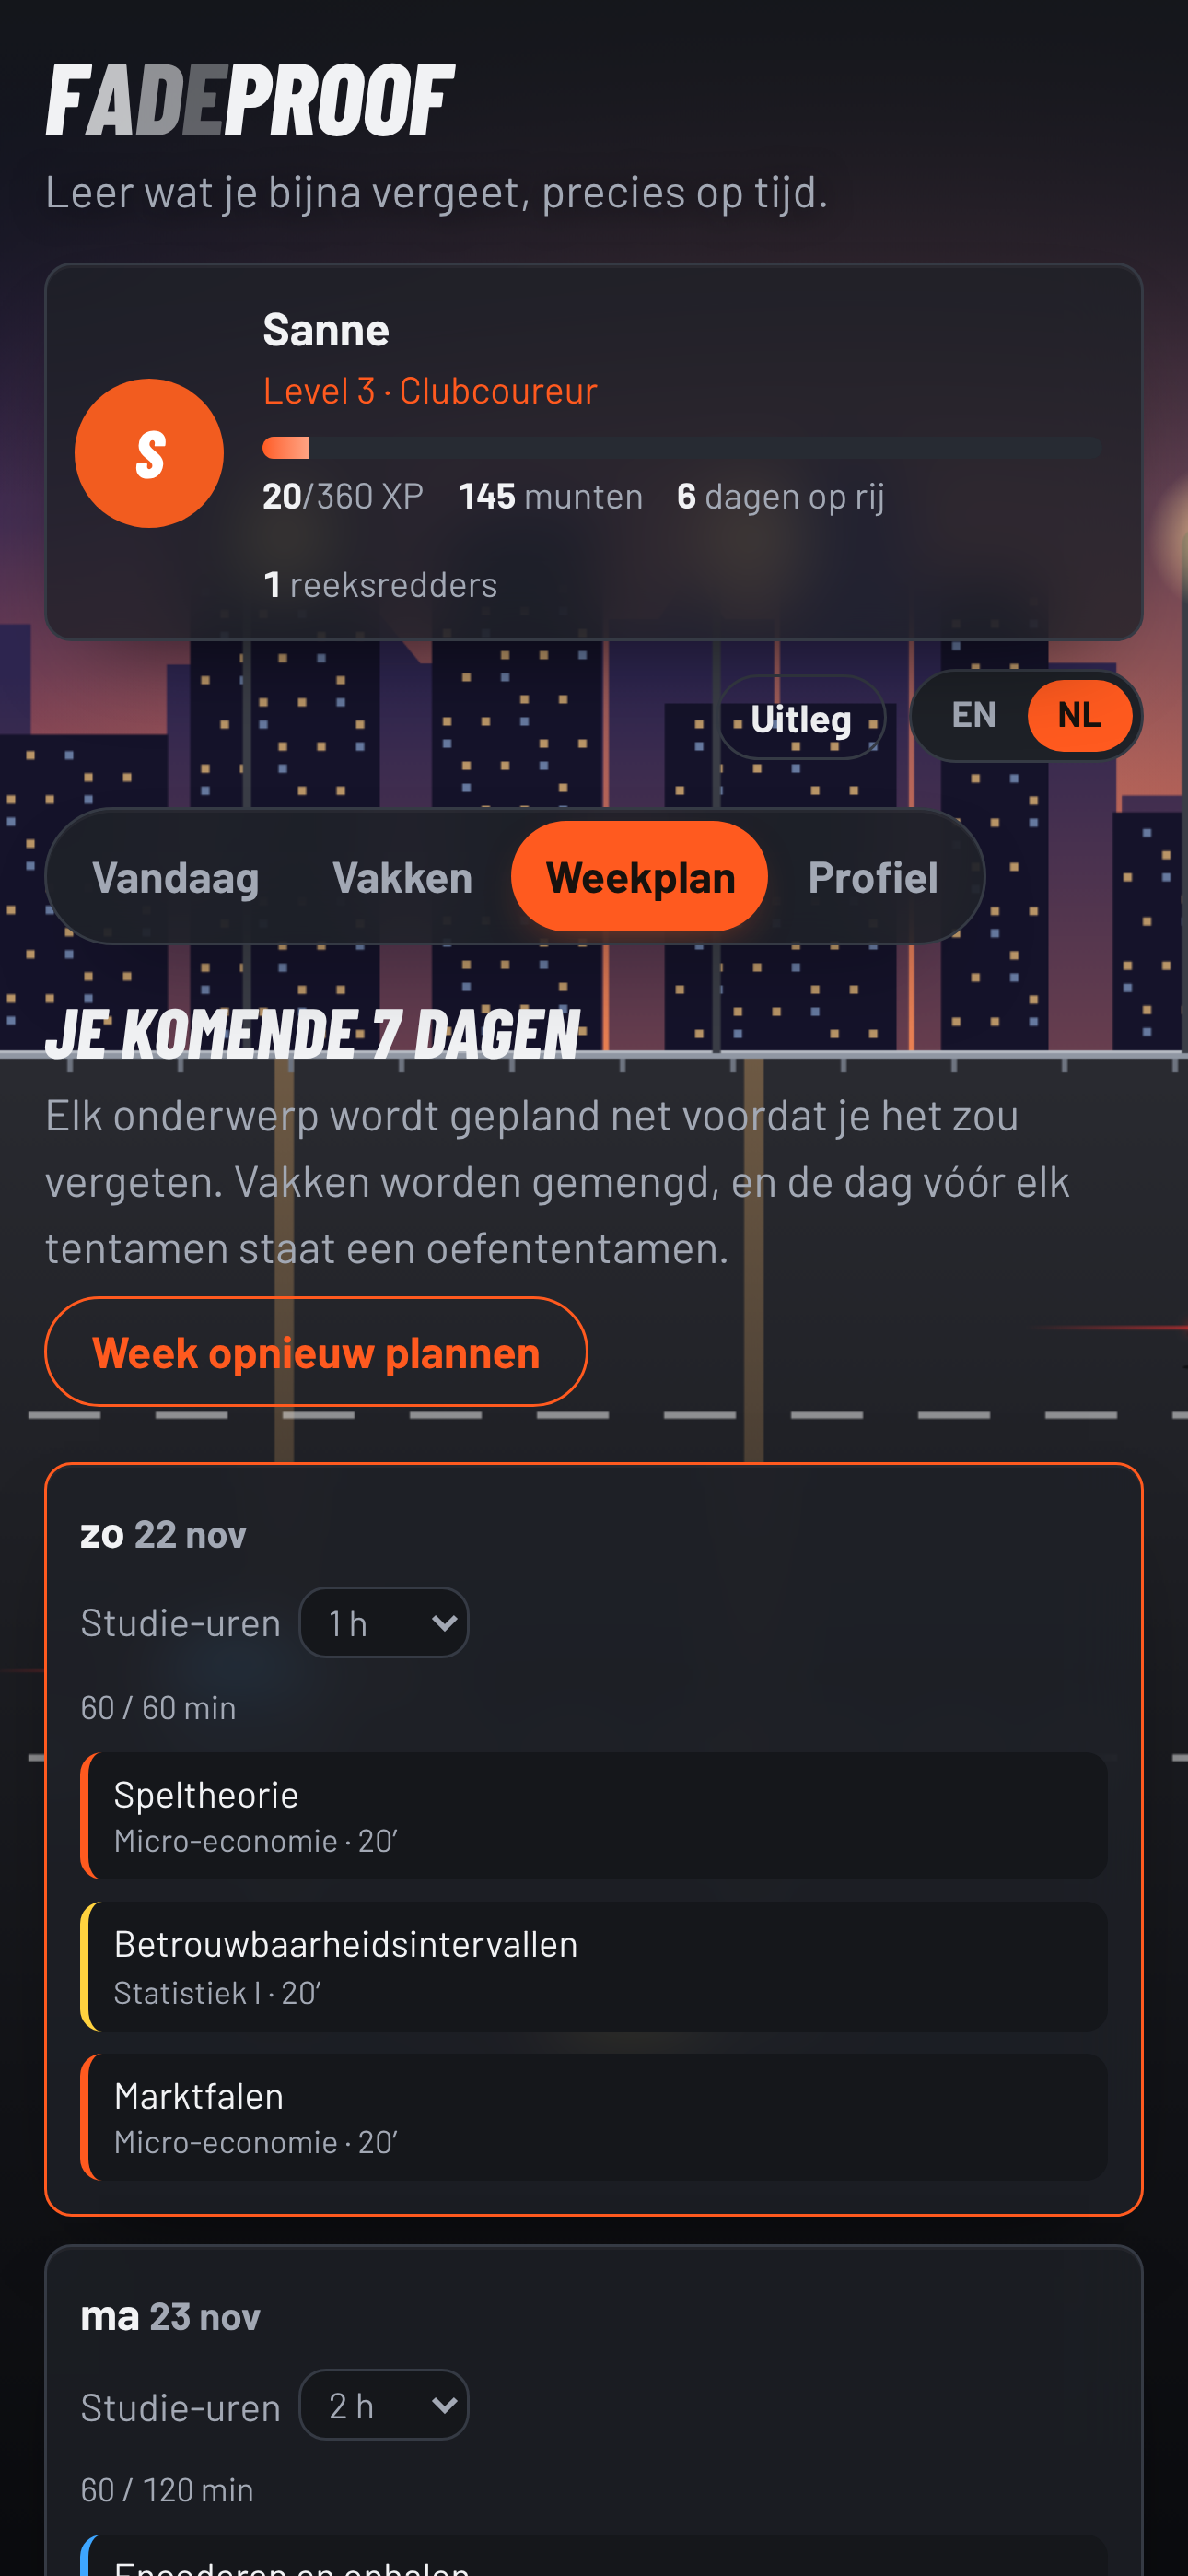 FADEPROOF
Leer wat je bijna vergeet, precies op tijd.
S
Sanne
Level 3 · Clubcoureur
20/360 XP 145 munten 6 dagen op rij
1 reeksredders
Uitleg EN NL
Vandaag Vakken Weekplan Profiel
JE KOMENDE 7 DAGEN
Elk onderwerp wordt gepland net voordat je het zou
vergeten. Vakken worden gemengd, en de dag vóór elk
tentamen staat een oefententamen.
Week opnieuw plannen
zo 22 nov
Studie-uren 1 h
60 / 60 min
Speltheorie
Micro-economie · 20′
Betrouwbaarheidsintervallen
Statistiek I · 20′
Marktfalen
Micro-economie · 20′
ma 23 nov
Studie-uren 2 h
60 / 120 min
Encoderen en ophalen